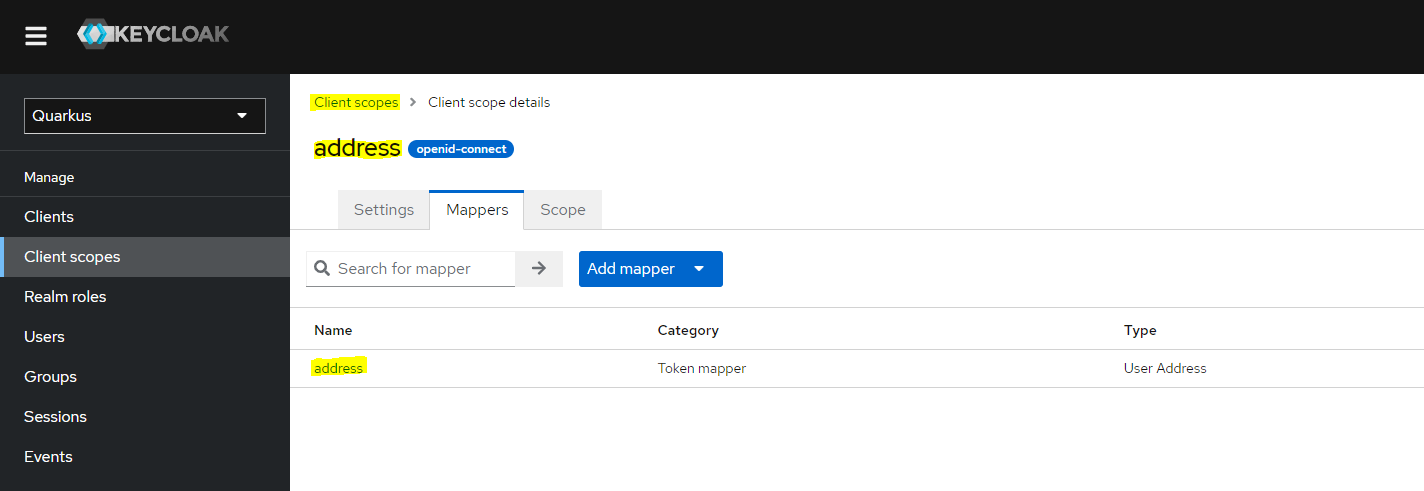 KEYCLOAK
Quarkus
Manage
Clients
Client scopes
Realm roles
Users
Groups
Sessions
Events
Client scopes > Client scope details
address openid-connect
Settings Mappers Scope
Search for mapper Add mapper
Name Category Type
address Token mapper User Address